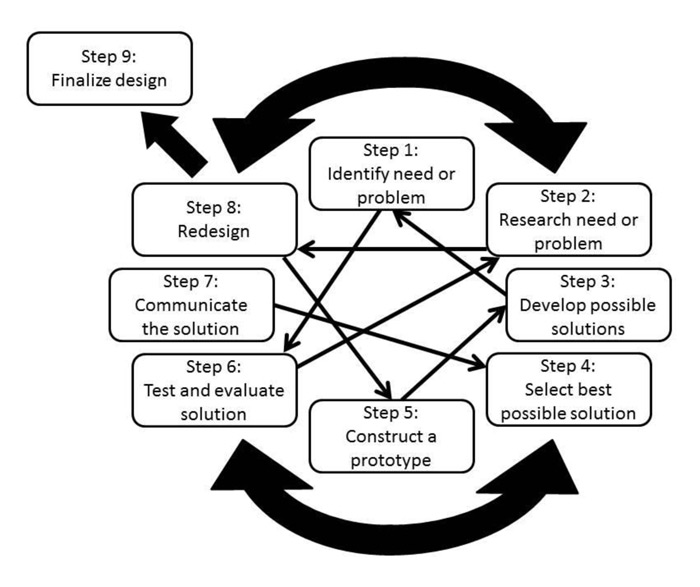 Step 9:
Finalize design
Step 1:
Identify need or
problem
Step 8:
Redesign
Step 2:
Research need or
problem
Step 7:
Communicate
the solution
Step 3:
Develop possible
solutions
Step 6:
Test and evaluate
solution
Step 4:
Select best
possible solution
Step 5:
Construct a
prototype